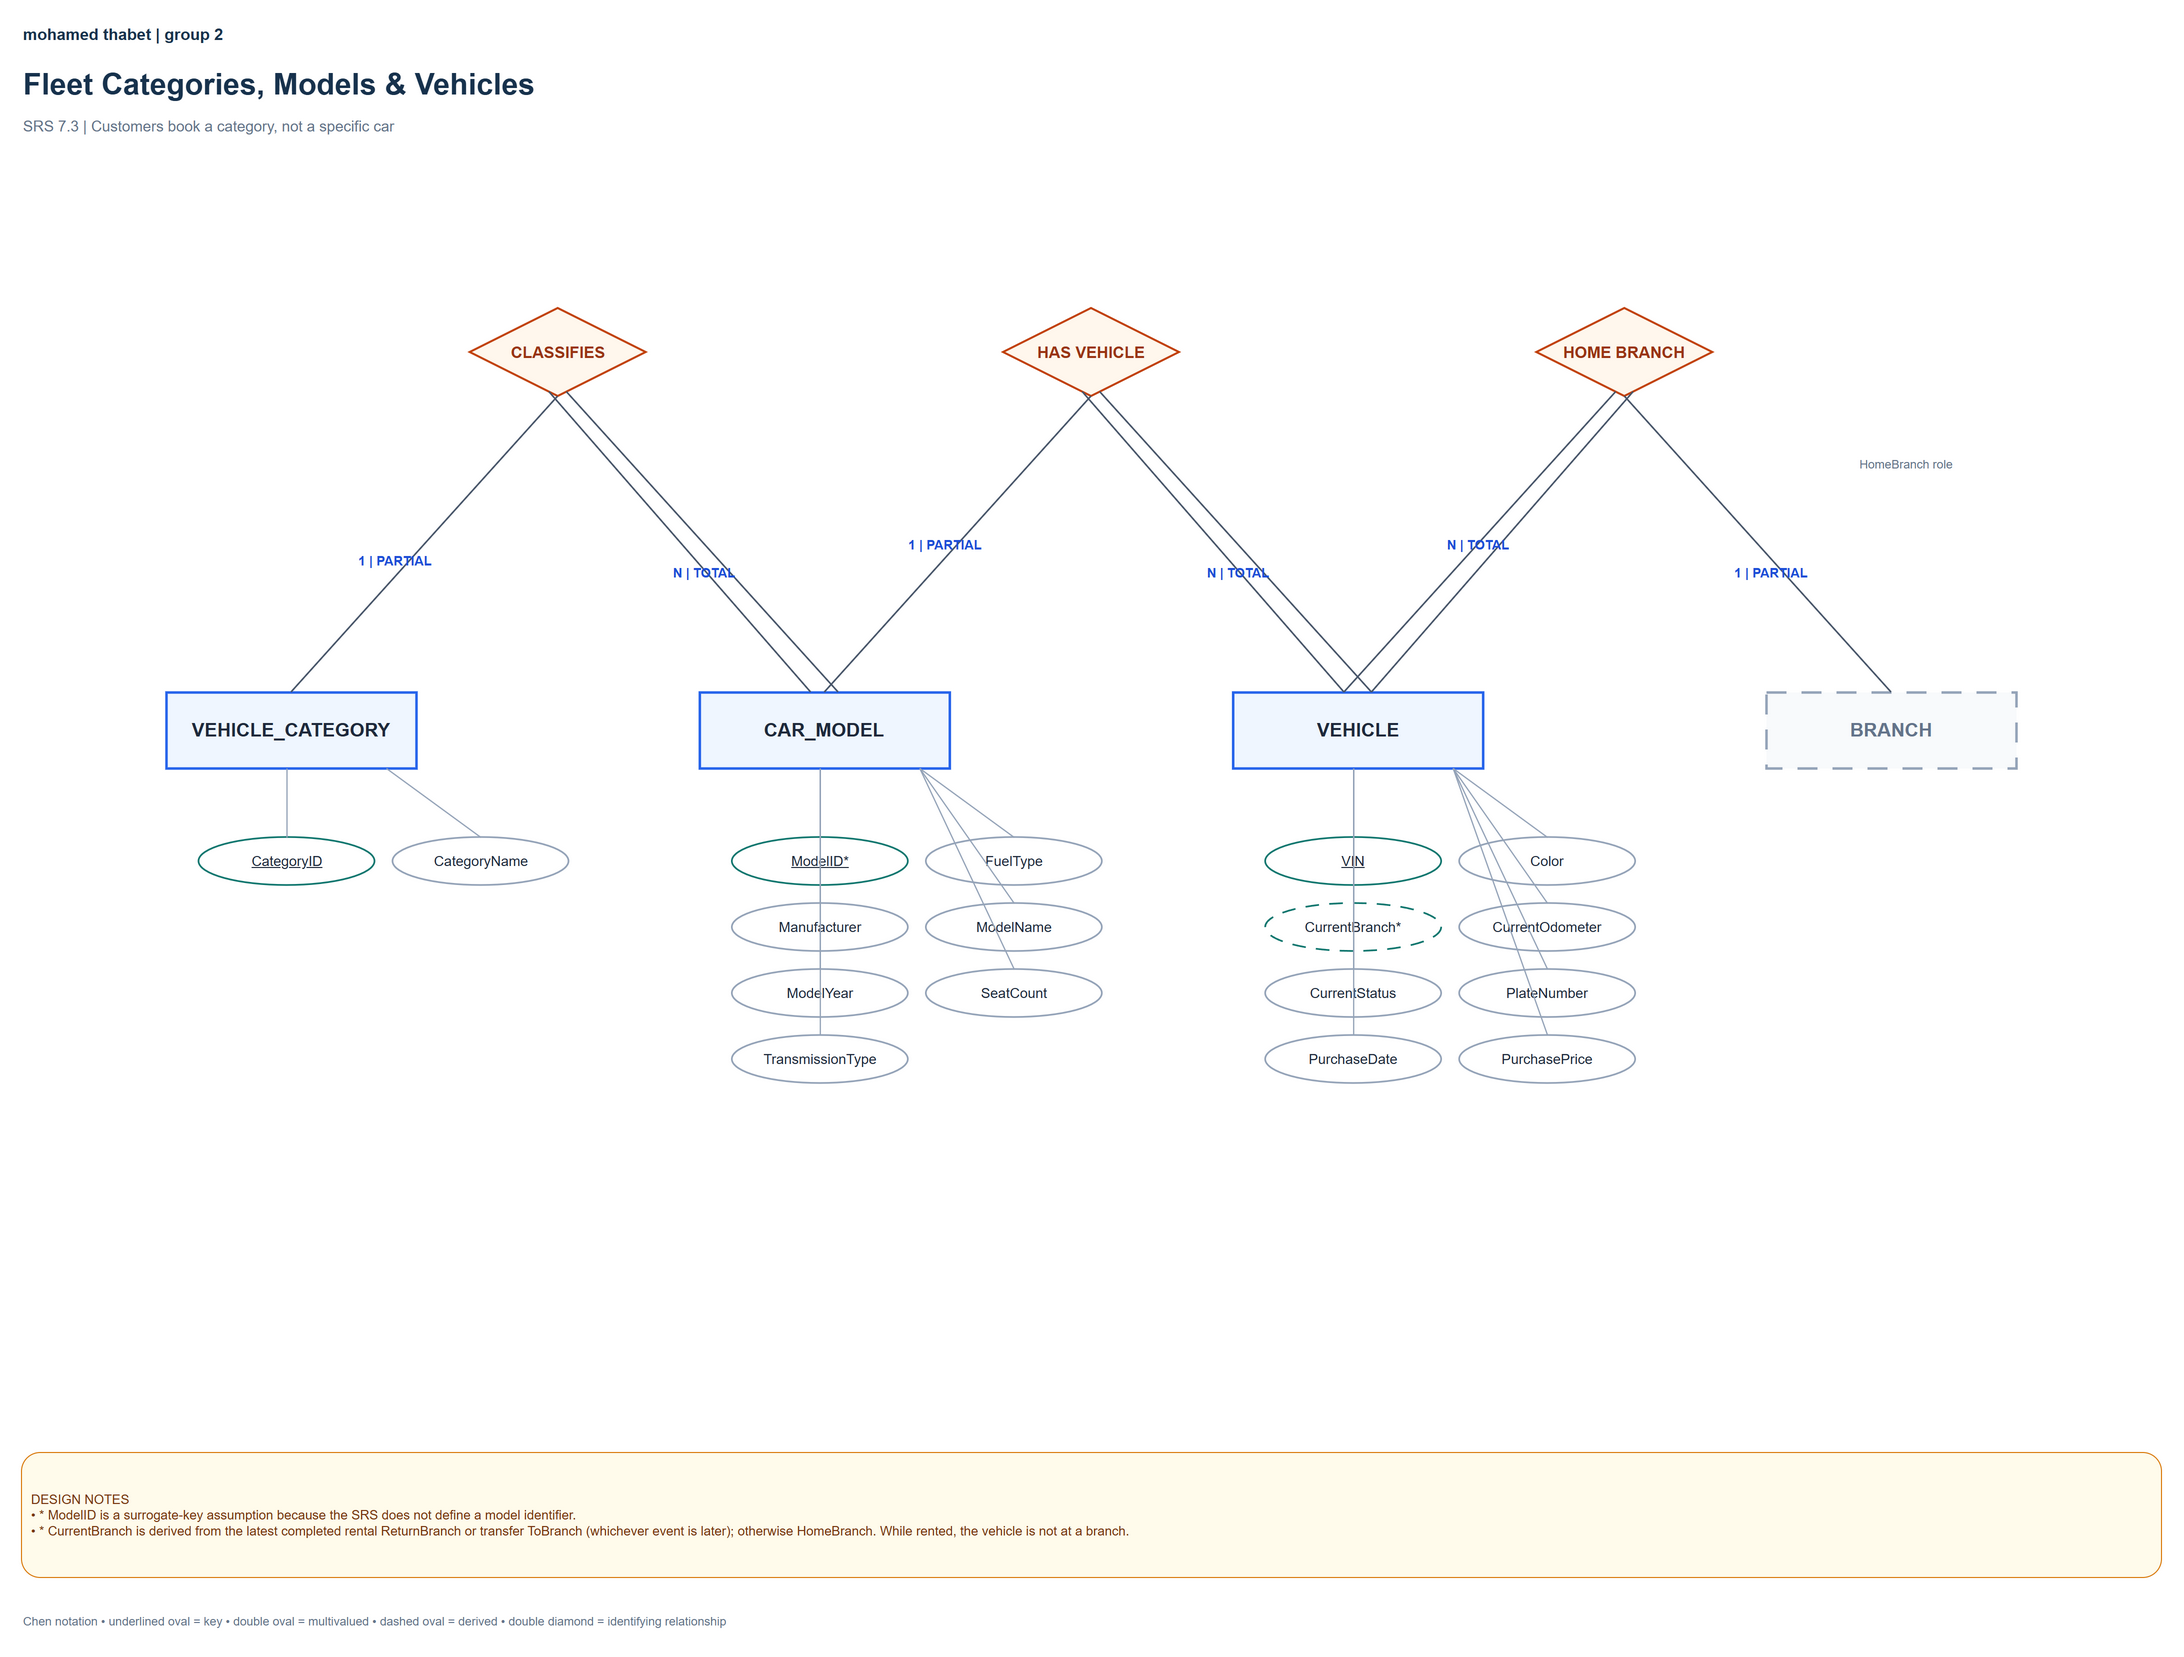 mohamed thabet | group 2
Fleet Categories, Models & Vehicles
SRS 7.3 | Customers book a category, not a specific car
CLASSIFIES
HAS VEHICLE
HOME BRANCH
HomeBranch role
1 | PARTIAL
N | TOTAL
1 | PARTIAL
N | TOTAL
N | TOTAL
1 | PARTIAL
VEHICLE_CATEGORY
CAR_MODEL
VEHICLE
BRANCH
CategoryID
CategoryName
ModelID*
FuelType
VIN
Color
Manufacturer
ModelName
CurrentBranch*
CurrentOdometer
ModelYear
SeatCount
CurrentStatus
PlateNumber
TransmissionType
PurchaseDate
PurchasePrice
DESIGN NOTES
• * ModelID is a surrogate-key assumption because the SRS does not define a model identifier.
• * CurrentBranch is derived from the latest completed rental ReturnBranch or transfer ToBranch (whichever event is later); otherwise HomeBranch. While rented, the vehicle is not at a branch.
Chen notation • underlined oval = key • double oval = multivalued • dashed oval = derived • double diamond = identifying relationship